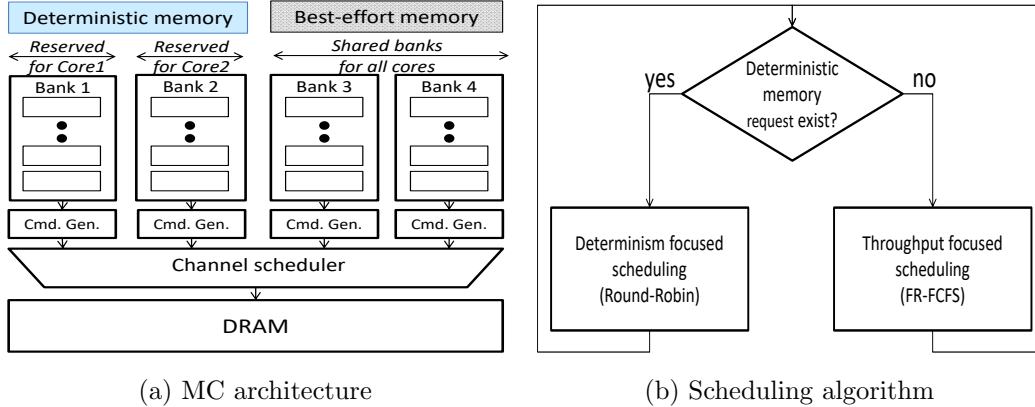 Deterministic memory
Best-effort memory
Reserved
for Core1
Reserved
for Core2
Shared banks
for all cores
Bank 1
Bank 2
Bank 3
Bank 4
Cmd. Gen.
Cmd. Gen.
Cmd. Gen.
Cmd. Gen.
Channel scheduler
DRAM
(a) MC architecture
Deterministic
memory
request exist?
yes
no
Determinism focused
scheduling
(Round-Robin)
Throughput focused
scheduling
(FR-FCFS)
(b) Scheduling algorithm